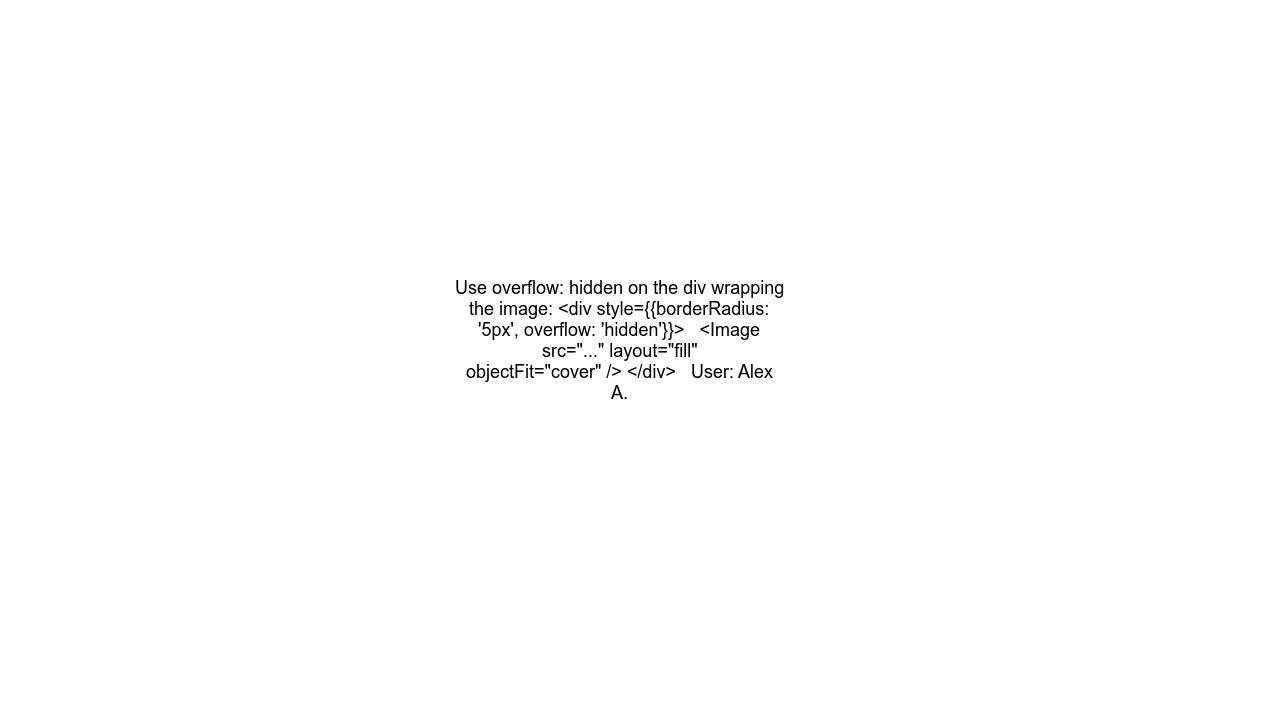 Use overflow: hidden on the div wrapping
the image: <div style={{borderRadius:
'5px', overflow: 'hidden'}}>   <Image
src="..." layout="fill"
objectFit="cover" /> </div>   User: Alex
A.